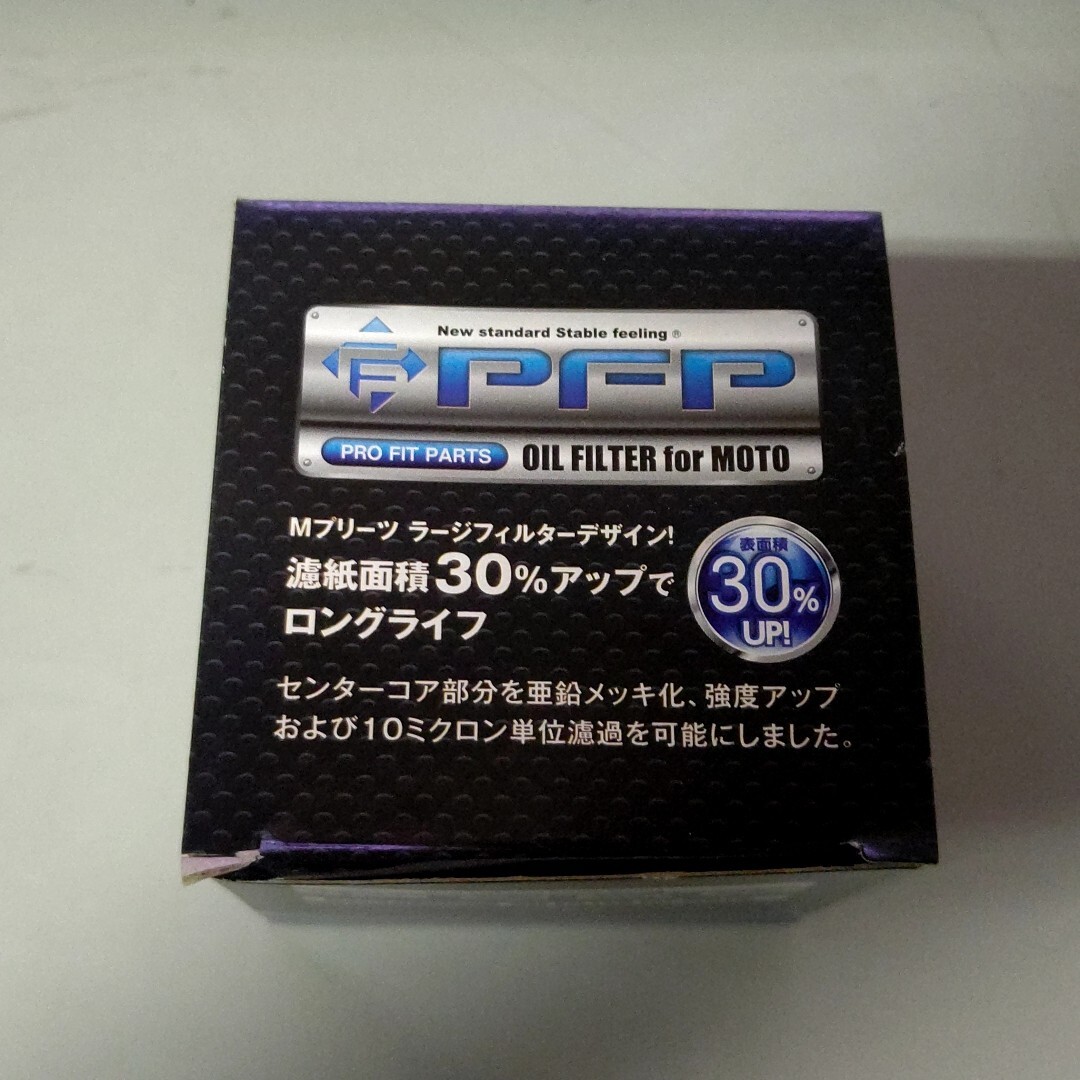 New standard Stable feeling®
PFP
PRO FIT PARTS
OIL FILTER for MOTO
Mプリーツ ラージフィルターデザイン!
濾紙面積30%アップで
ロングライフ
表面積
30%
UP!
センターコア部分を亜鉛メッキ化、強度アップ
および10ミクロン単位濾過を可能にしました。